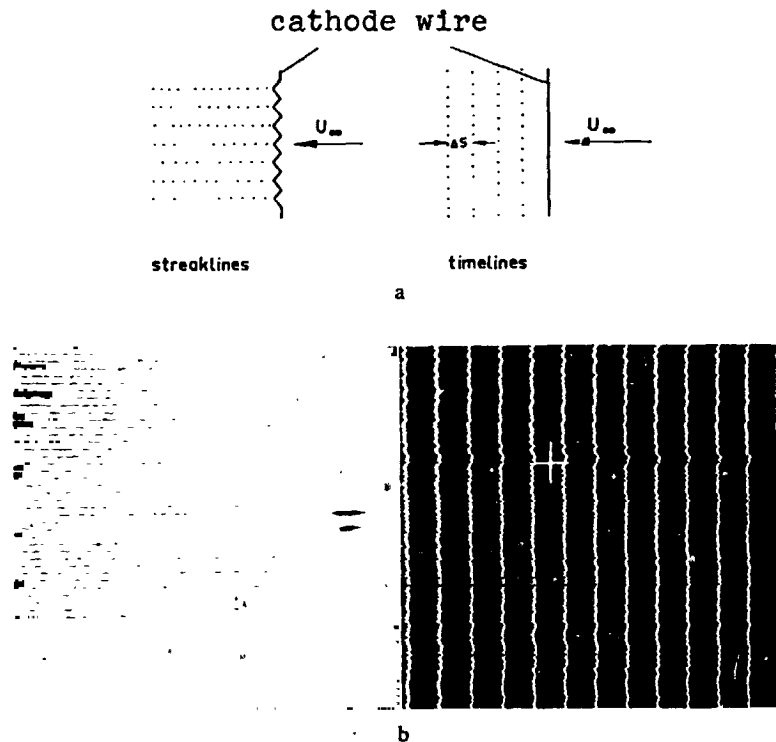 cathode wire
U∞
ΔS
U∞
streaklines
timelines
a
b